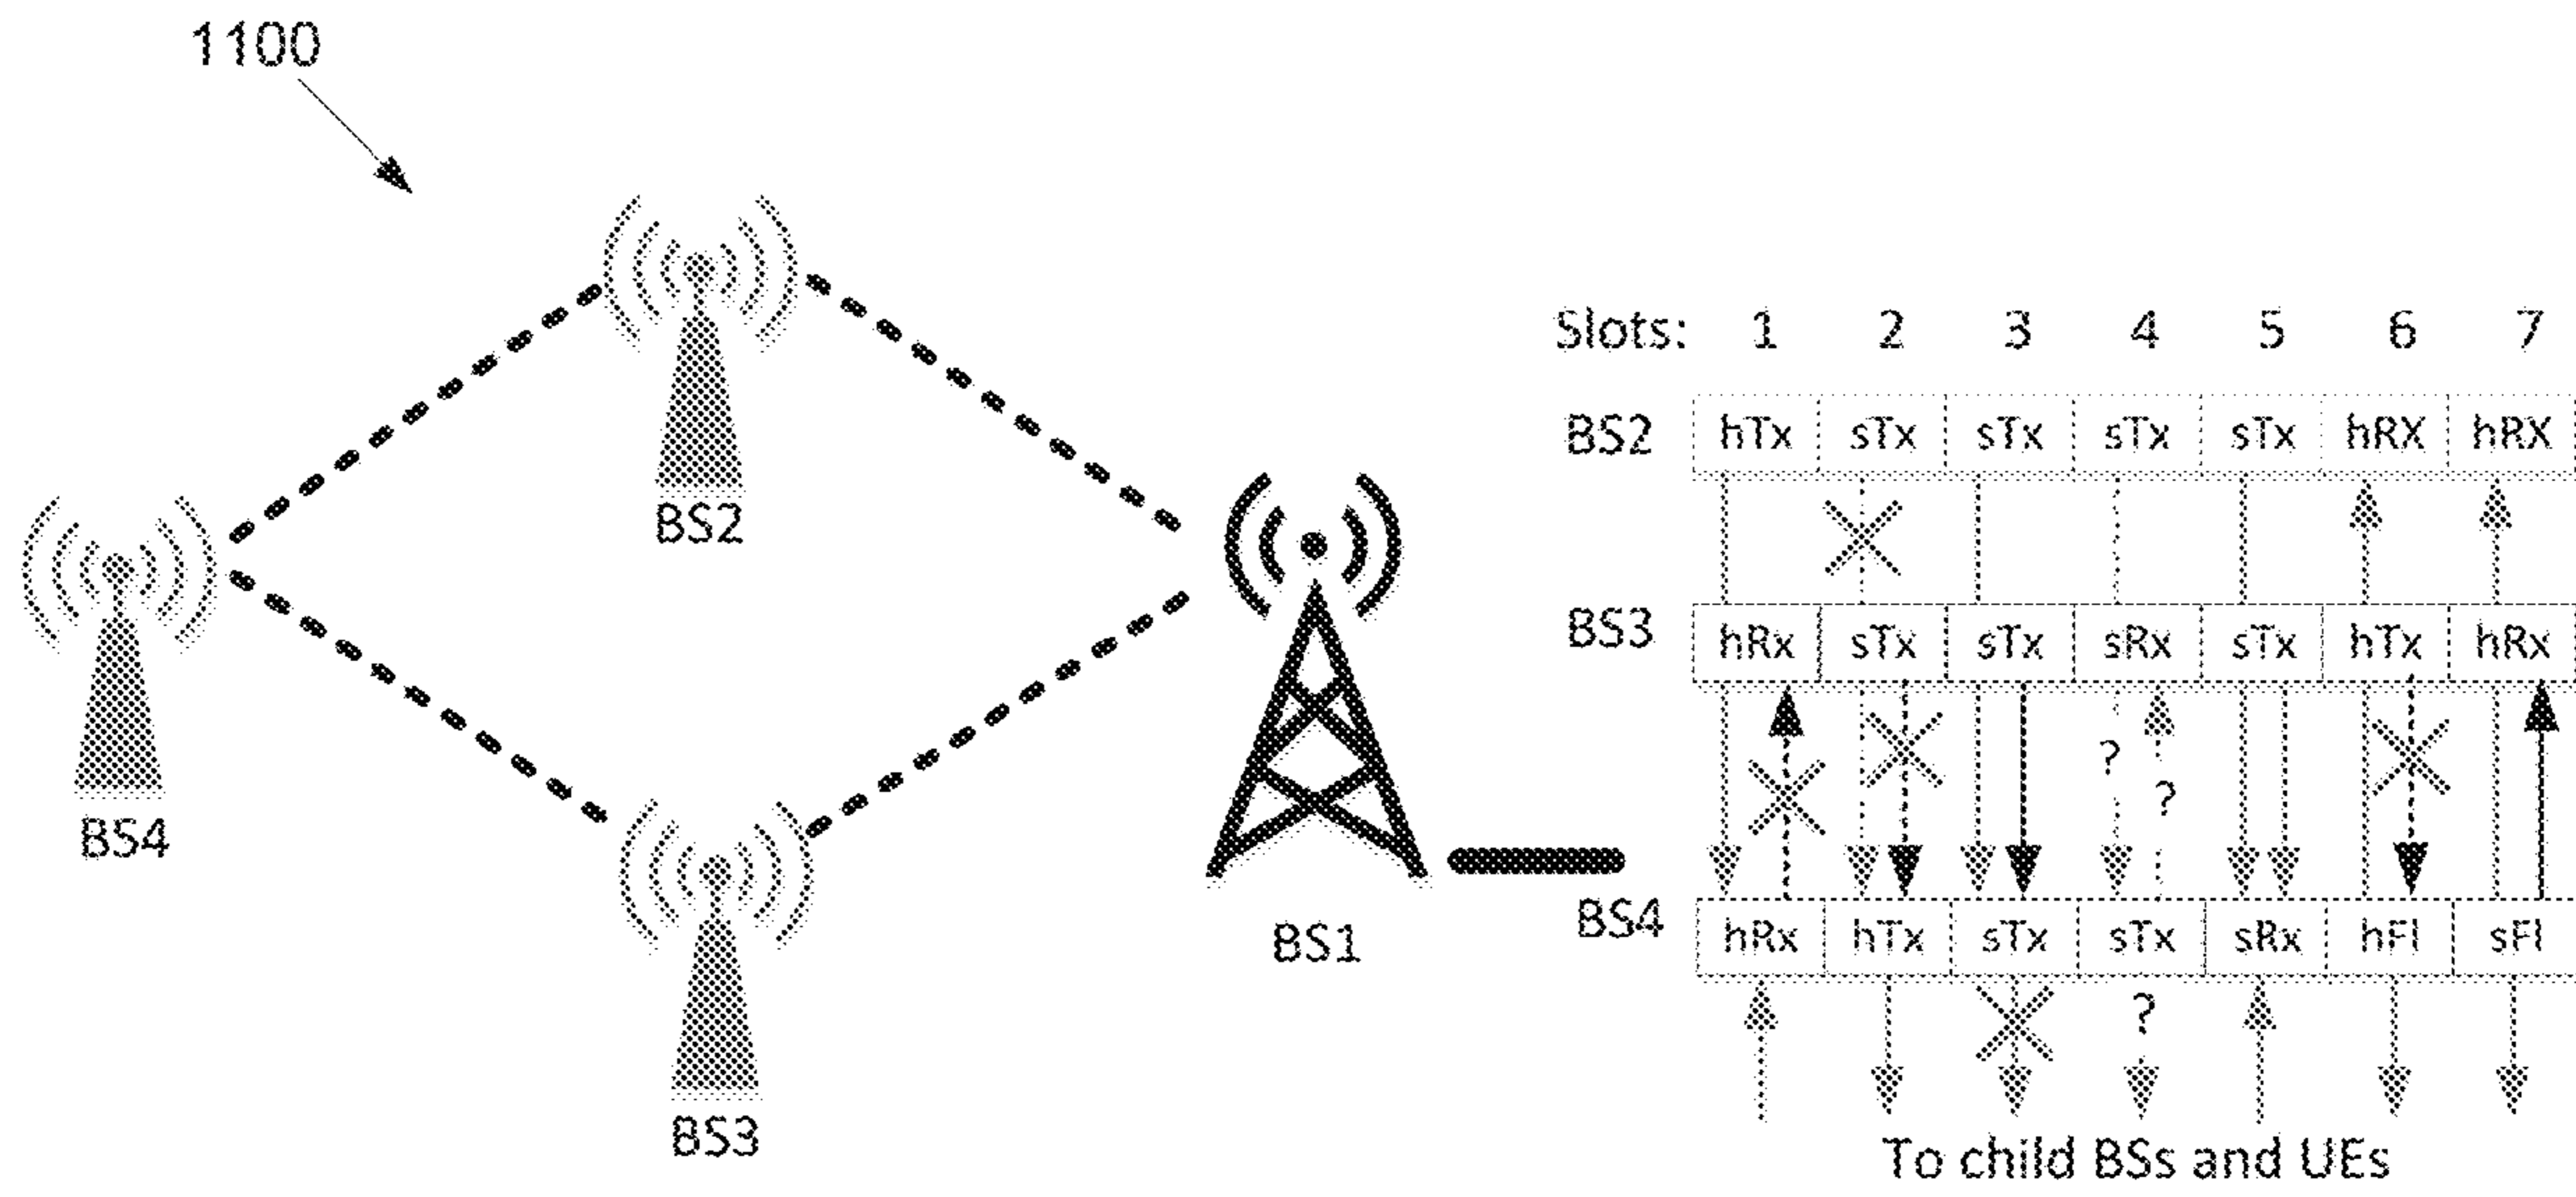 1100
BS2
BS4
BS1
BS3
Slots: 1 2 3 4 5 6 7
BS2 hTx sTx sTx sTx sTx hRX hRX
BS3 hRx sTx sTx sRx sTx hTx hRx
?
?
BS4 hRx hTx sTx sTx sRx hFl sFl
?
To child BSs and UEs